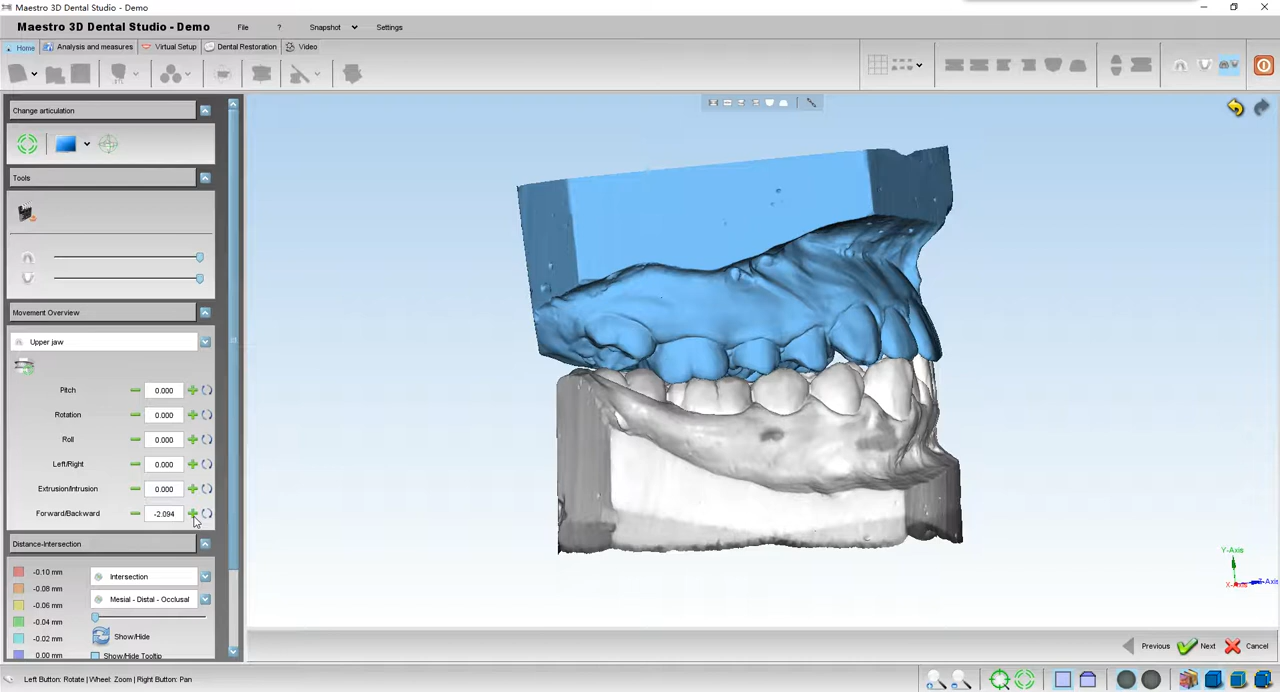 Maestro 3D Dental Studio - Demo
Maestro 3D Dental Studio - Demo File ? Snapshot Settings
Home Analysis and measures Virtual Setup Dental Restoration Video
Change articulation
Tools
Movement Overview
Upper jaw
Pitch 0.000
Rotation 0.000
Roll 0.000
Left/Right 0.000
Extrusion/Intrusion 0.000
Forward/Backward -2.094
Distance-Intersection
-0.10 mm Intersection
-0.08 mm
-0.06 mm Mesial - Distal - Occlusal
-0.04 mm
-0.02 mm Show/Hide
0.00 mm Show/Hide Tooltip
Y-Axis
X-Axis Z-Axis
Previous Next Cancel
Left Button: Rotate | Wheel: Zoom | Right Button: Pan